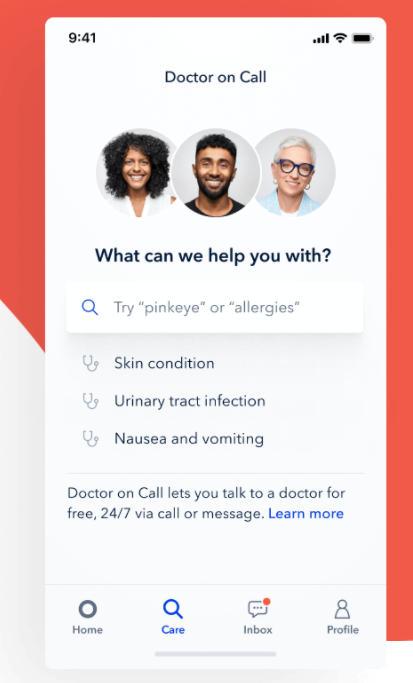 9:41
Doctor on Call
What can we help you with?
Try “pinkeye” or “allergies”
Skin condition
Urinary tract infection
Nausea and vomiting
Doctor on Call lets you talk to a doctor for
free, 24/7 via call or message. Learn more
Home
Care
Inbox
Profile